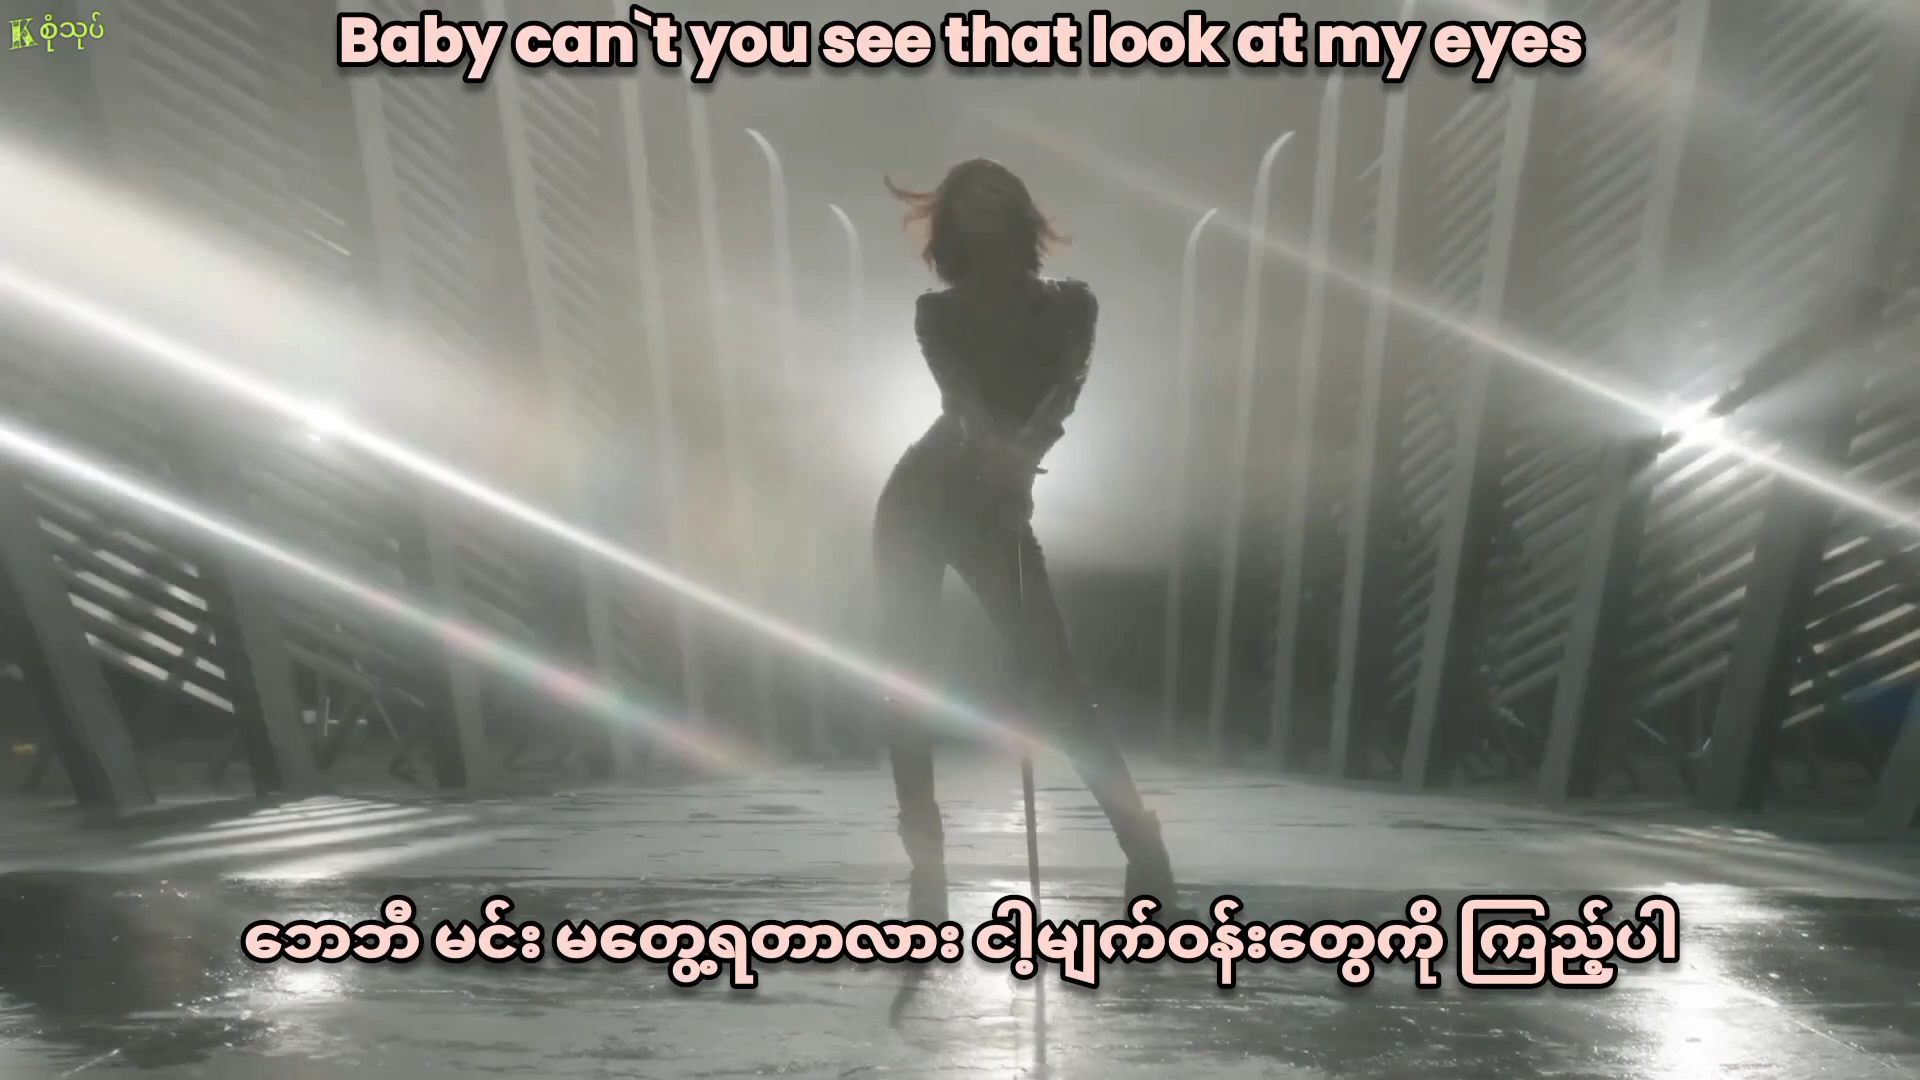 K စုံသုပ်
Baby can`t you see that look at my eyes
ဘေဘီ မင်း မတွေ့ရတာလား ငါ့မျက်ဝန်းတွေကို ကြည့်ပါ